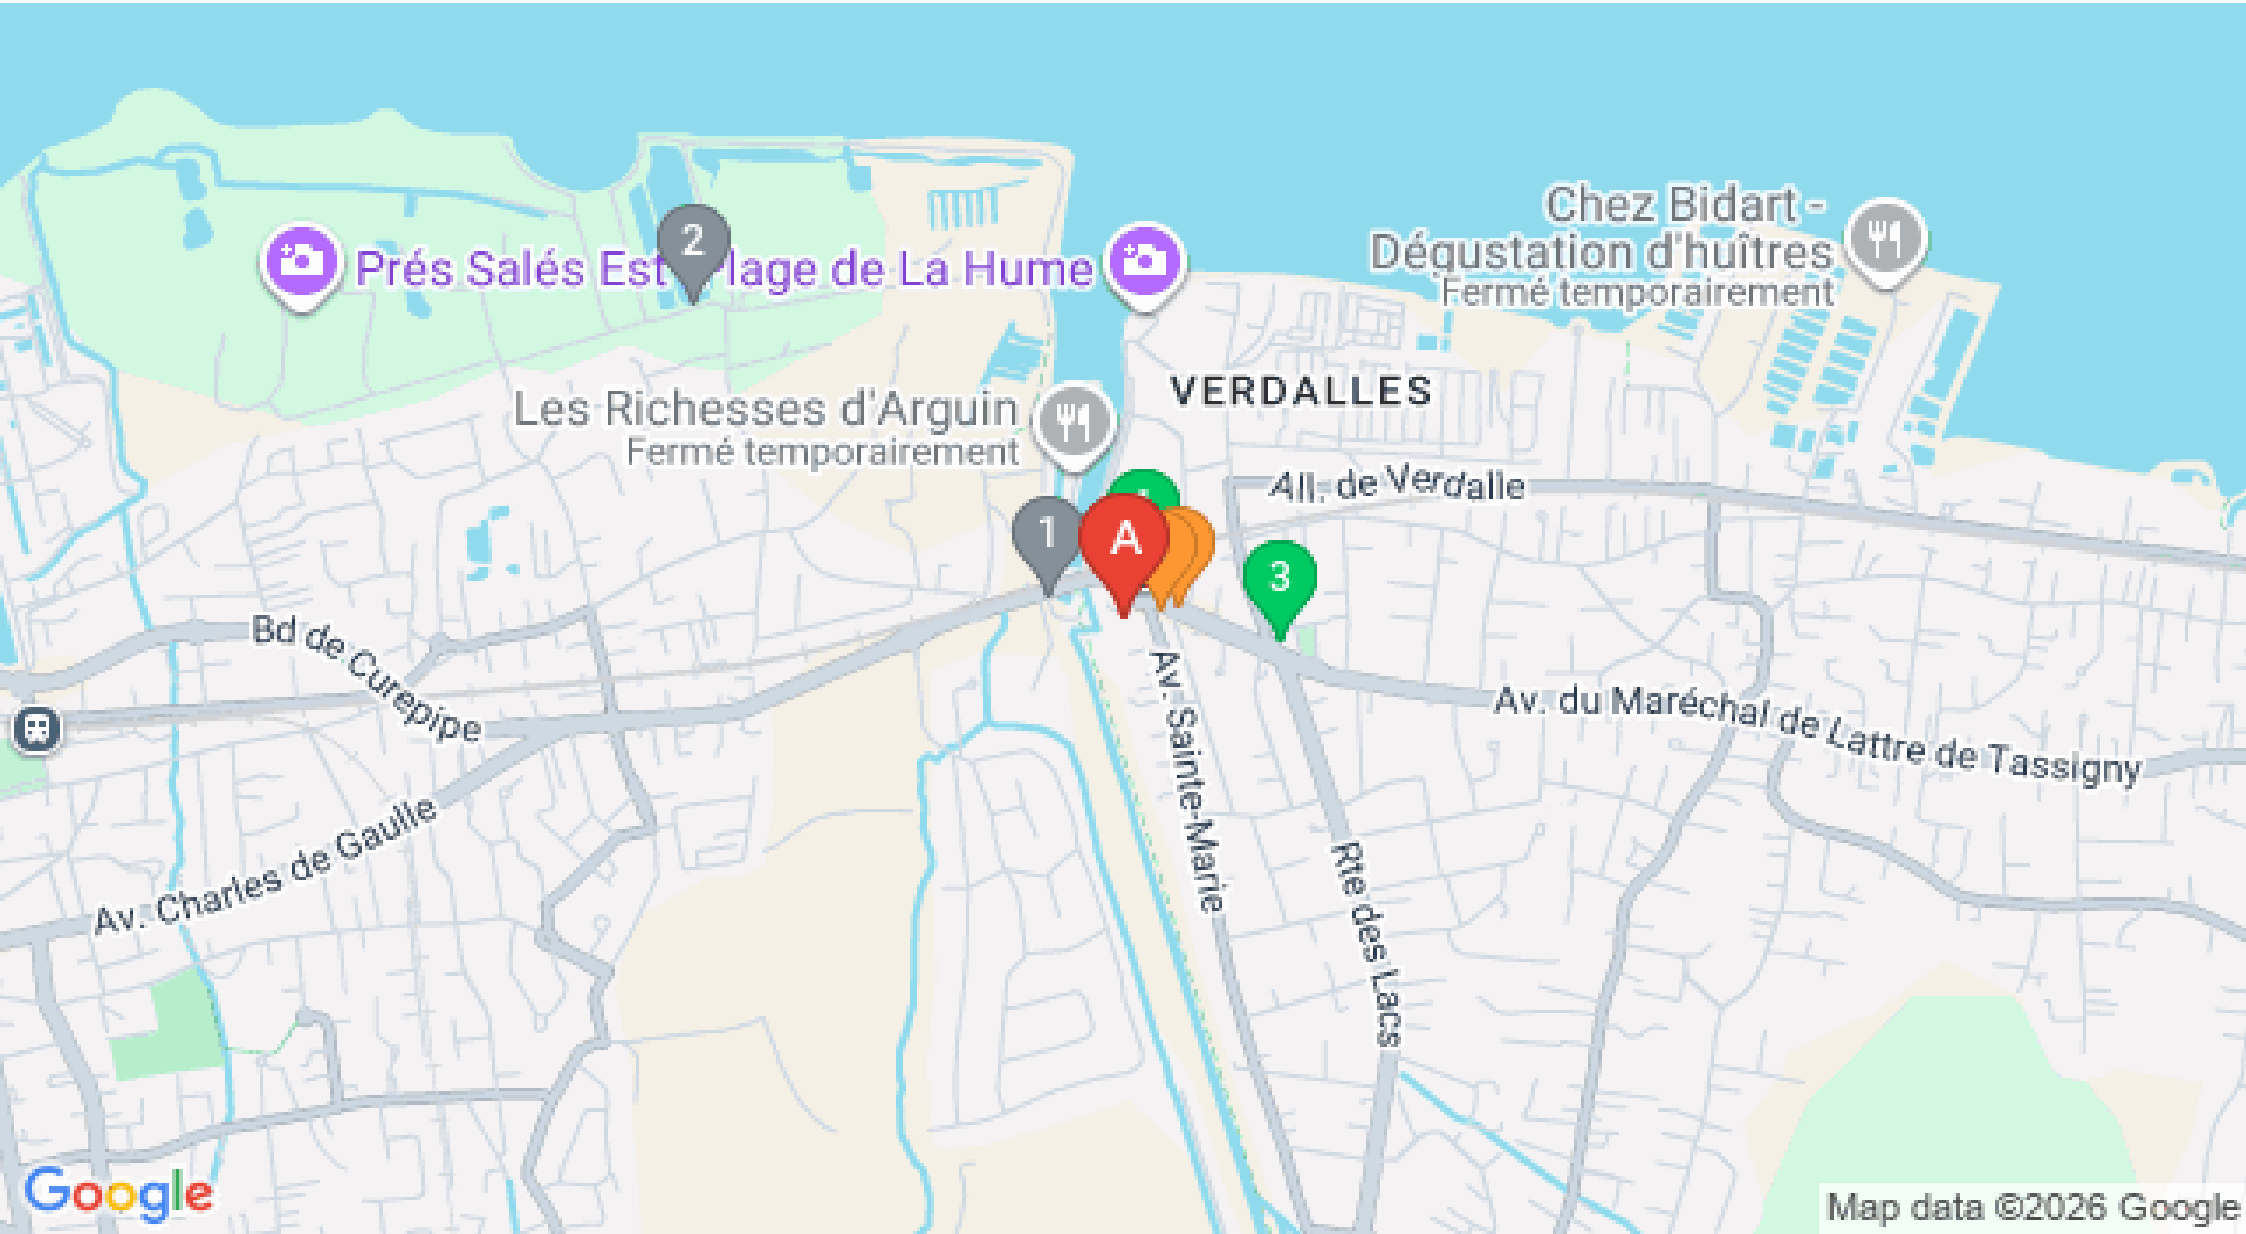 2
Prés Salés Est
lage de La Hume
Chez Bidart -
Dégustation d'huîtres
Fermé temporairement
Les Richesses d'Arguin
Fermé temporairement
VERDALLES
All. de Verdalle
1
A
3
Bd de Curepipe
Av. Sainte-Marie
Av. du Maréchal de Lattre de Tassigny
Av. Charles de Gaulle
Rte des Lacs
Google
Map data ©2026 Google